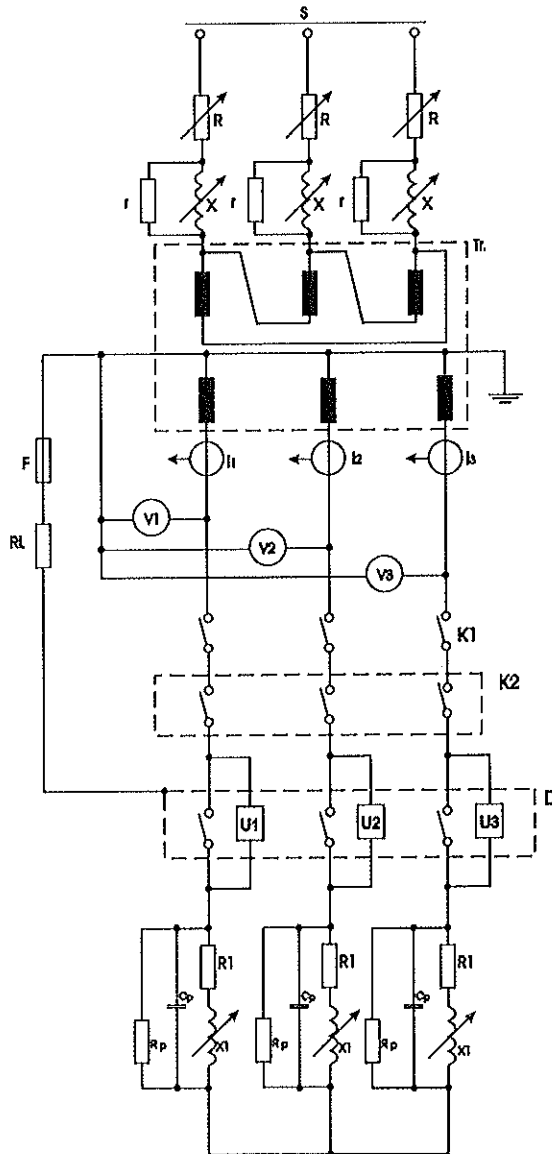 S
R R R
r X r X r X
Tr.
I1 I2 I3
F
V1
RL
V2
V3
K1
K2
D
U1 U2 U3
R1 R1 R1
Cp Cp Cp
Rp X1 Rp X1 Rp X1